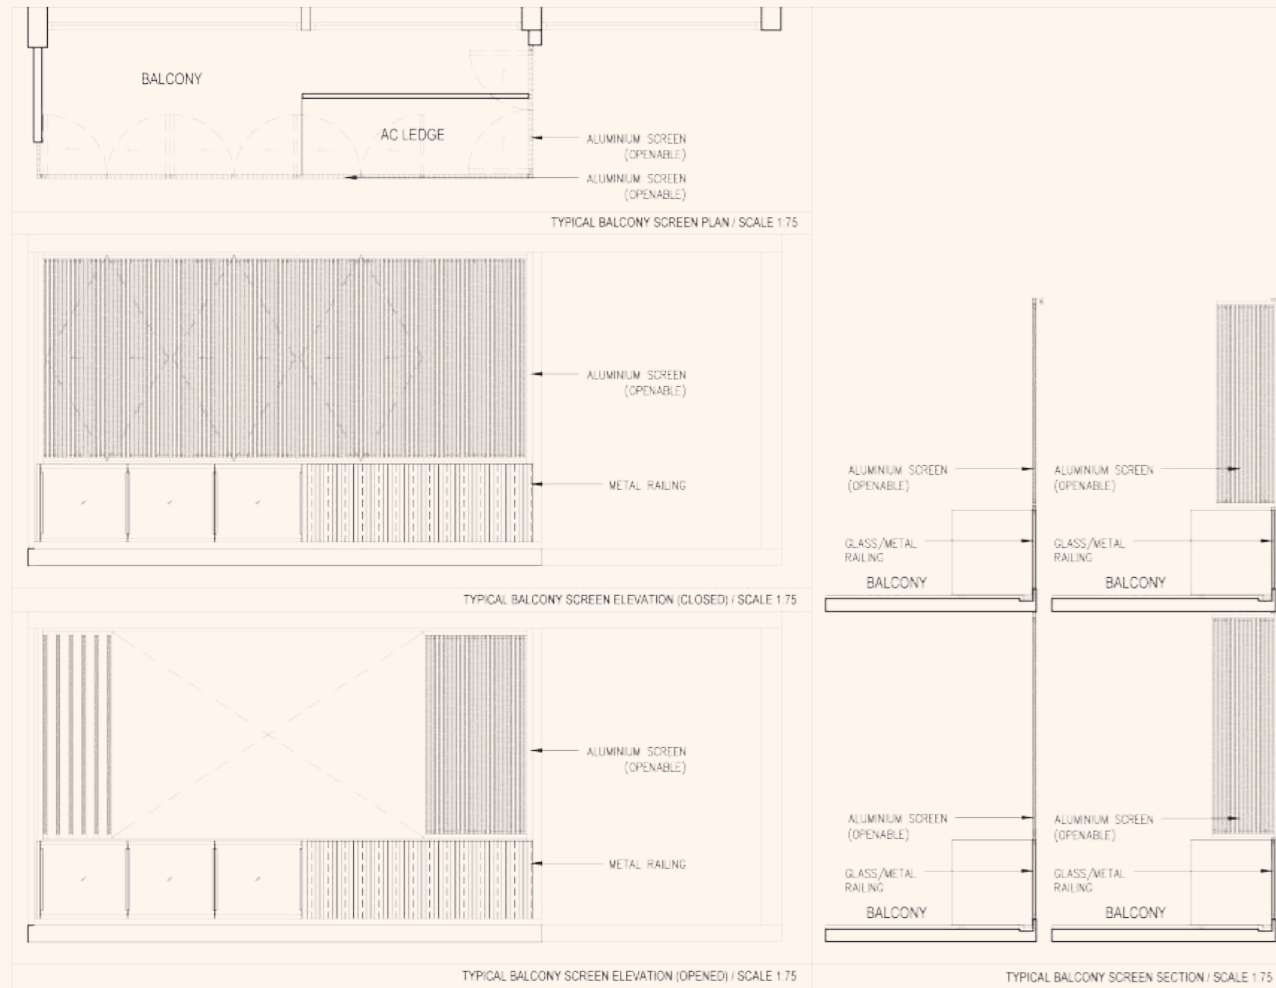 BALCONY
AC LEDGE
ALUMINIUM SCREEN
(OPENABLE)
ALUMINIUM SCREEN
(OPENABLE)
TYPICAL BALCONY SCREEN PLAN / SCALE 1:75
ALUMINIUM SCREEN
(OPENABLE)
METAL RAILING
TYPICAL BALCONY SCREEN ELEVATION (CLOSED) / SCALE 1:75
ALUMINIUM SCREEN
(OPENABLE)
METAL RAILING
TYPICAL BALCONY SCREEN ELEVATION (OPENED) / SCALE 1:75
ALUMINIUM SCREEN
(OPENABLE)
GLASS/METAL
RAILING
BALCONY
ALUMINIUM SCREEN
(OPENABLE)
GLASS/METAL
RAILING
BALCONY
ALUMINIUM SCREEN
(OPENABLE)
GLASS/METAL
RAILING
BALCONY
ALUMINIUM SCREEN
(OPENABLE)
GLASS/METAL
RAILING
BALCONY
TYPICAL BALCONY SCREEN SECTION / SCALE 1:75